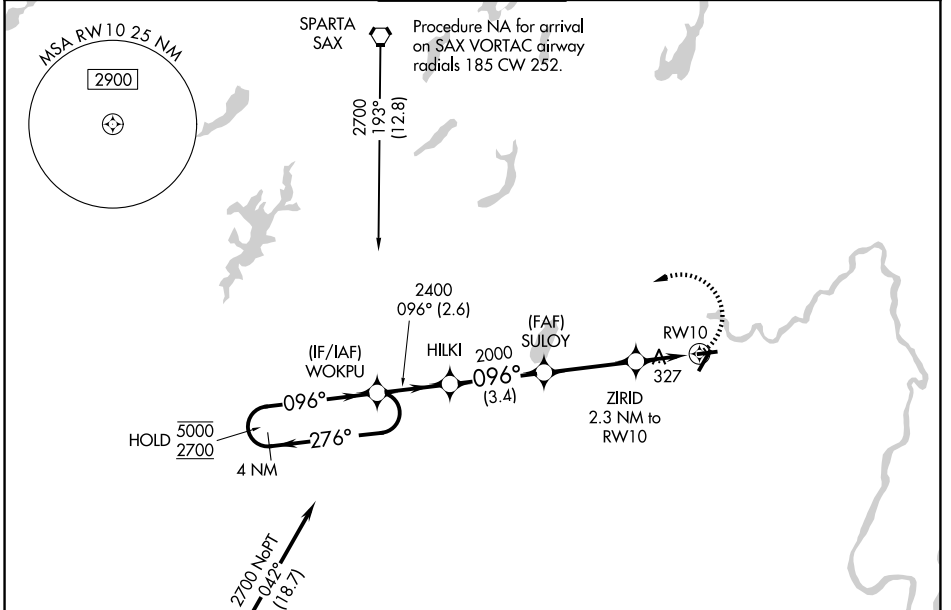 MSA RW10 25 NM
2900
SPARTA
SAX
Procedure NA for arrival
on SAX VORTAC airway
radials 185 CW 252.
2700
193°
(12.8)
2400
096° (2.6)
(IF/IAF)
WOKPU
HILKI
2000
096°
(3.4)
(FAF)
SULOY
RW10
327
ZIRID
2.3 NM to
RW10
096°
276°
HOLD
5000
2700
4 NM
2700 NoPT
042°
(18.7)